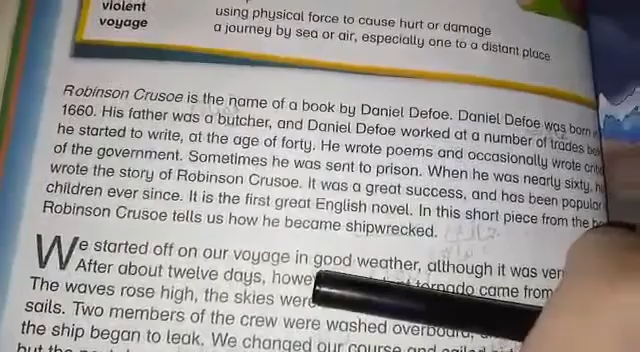 violent using physical force to cause hurt or damage
voyage a journey by sea or air, especially one to a distant place
Robinson Crusoe is the name of a book by Daniel Defoe. Daniel Defoe was born
1660. His father was a butcher, and Daniel Defoe worked at a number of trades
he started to write, at the age of forty. He wrote poems and occasionally wrote
of the government. Sometimes he was sent to prison. When he was nearly sixty,
wrote the story of Robinson Crusoe. It was a great success, and has been popular
children ever since. It is the first great English novel. In this short piece from the
Robinson Crusoe tells us how he became shipwrecked.
We started off on our voyage in good weather, although it was
After about twelve days, tornado came from
The waves rose high, the skies were
sails. Two members of the crew were washed overboard,
the ship began to leak. We changed our course and
but the